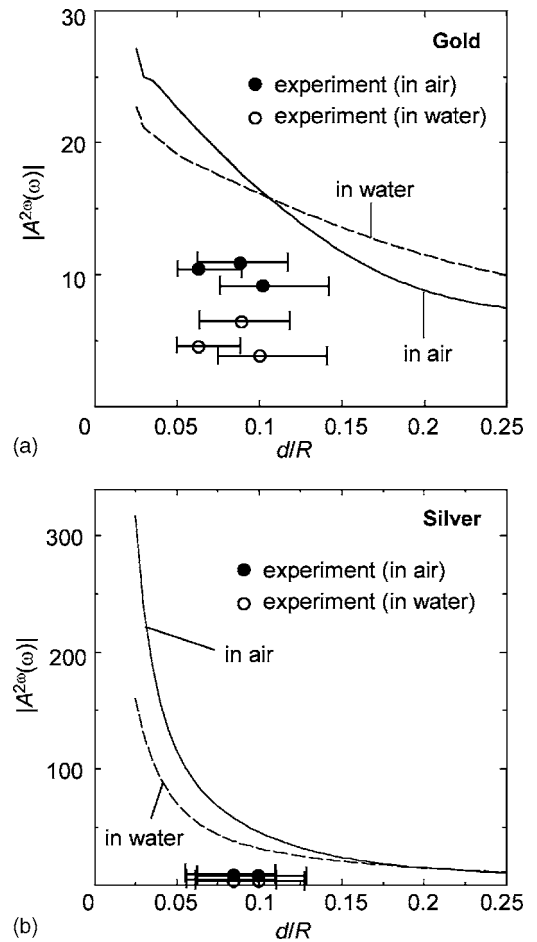 30
Gold
experiment (in air)
experiment (in water)
20
in water
|A²ω(ω)|
10
in air
0
0.05
0.1
0.15
0.2
0.25
d/R
(a)
Silver
300
experiment (in air)
experiment (in water)
in air
200
|A²ω(ω)|
100
in water
0
0.05
0.1
0.15
0.2
0.25
d/R
(b)